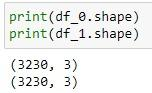 print(df_0.shape)
print(df_1.shape)
(3230, 3)
(3230, 3)